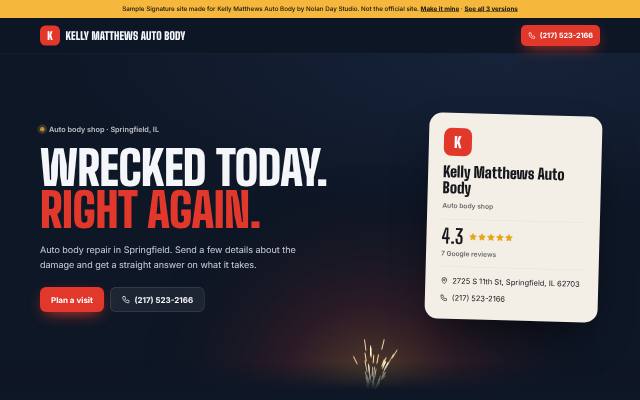 Sample Signature site made for Kelly Matthews Auto Body by Nolan Day Studio. Not the official site. Make it mine · See all 3 versions
K KELLY MATTHEWS AUTO BODY
(217) 523-2166
Auto body shop · Springfield, IL
WRECKED TODAY.
RIGHT AGAIN.
Auto body repair in Springfield. Send a few details about the
damage and get a straight answer on what it takes.
Plan a visit
(217) 523-2166
K
Kelly Matthews Auto
Body
Auto body shop
4.3 ★★★★★
7 Google reviews
2725 S 11th St, Springfield, IL 62703
(217) 523-2166